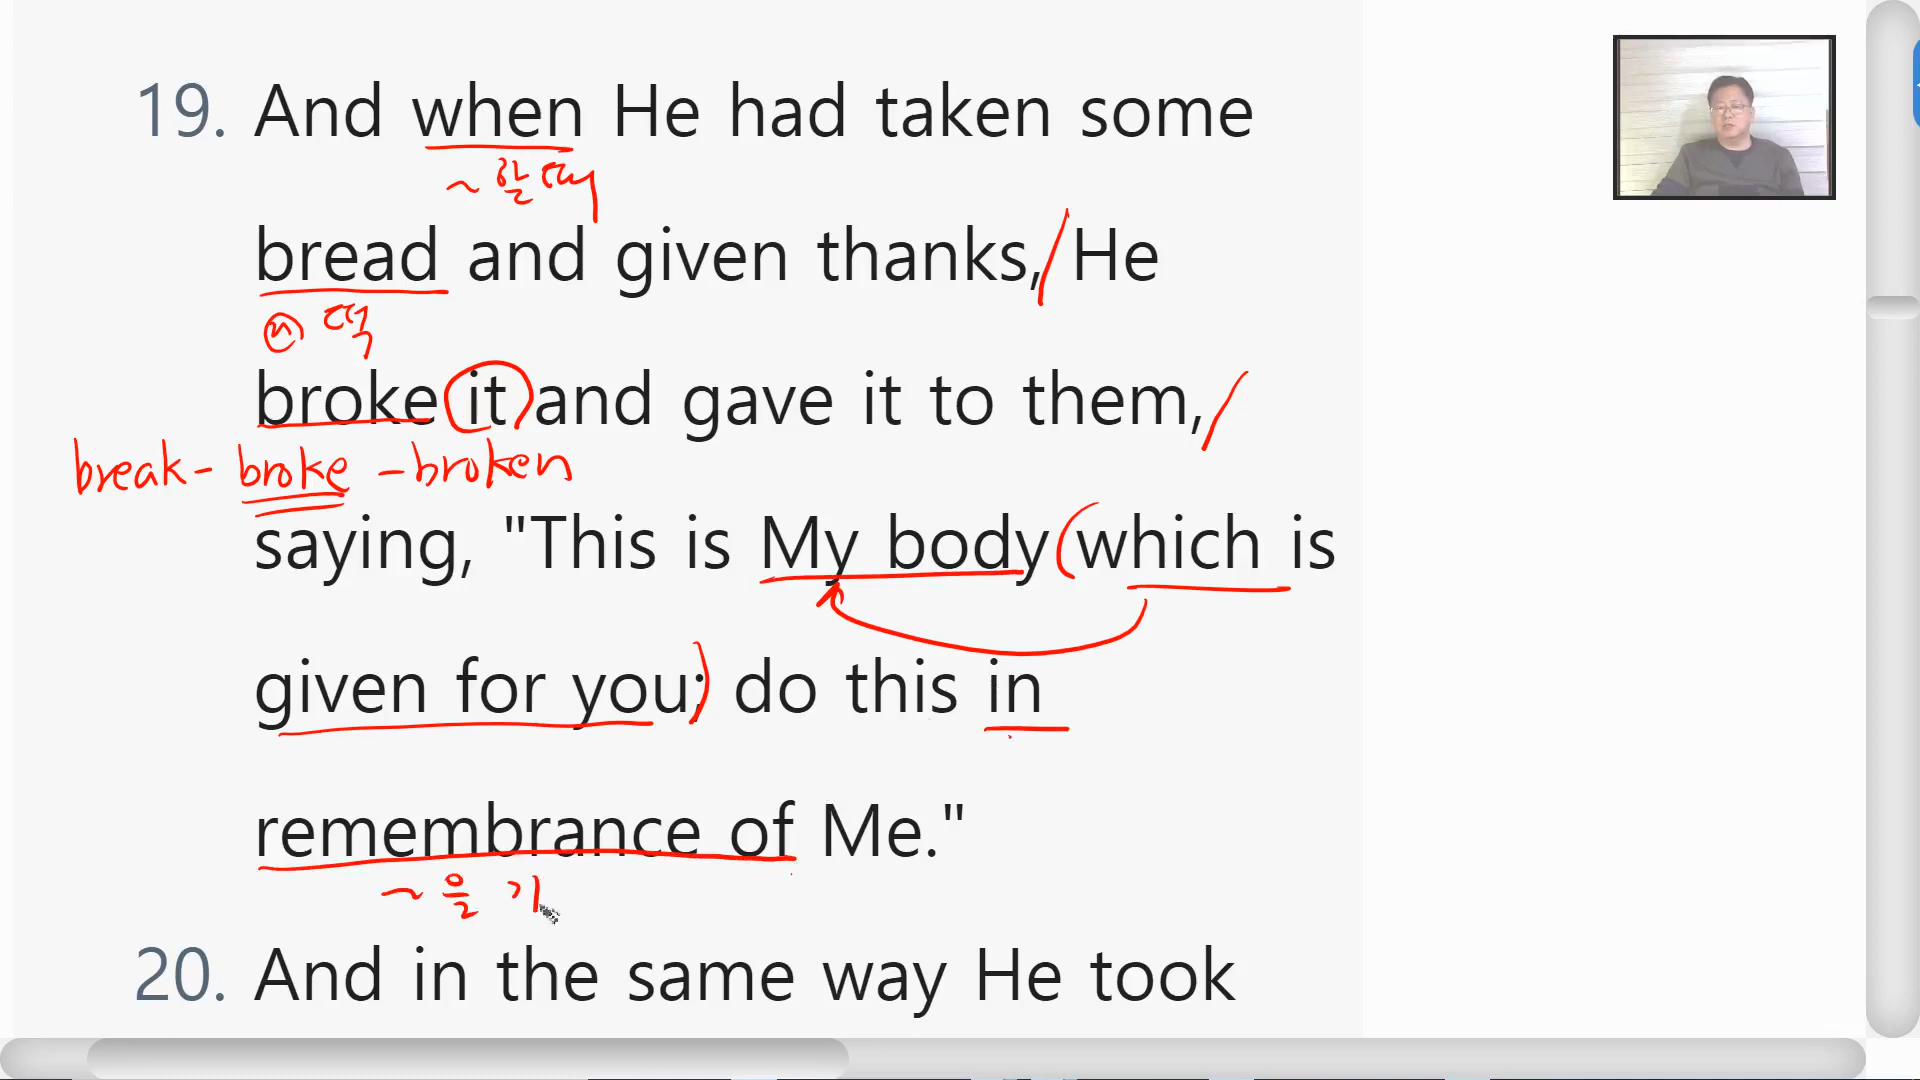 19. And when He had taken some
~할 때
bread and given thanks, He
ⓝ 떡
broke it and gave it to them,
break - broke - broken
saying, "This is My body which is
given for you; do this in
remembrance of Me."
~을 기
20. And in the same way He took